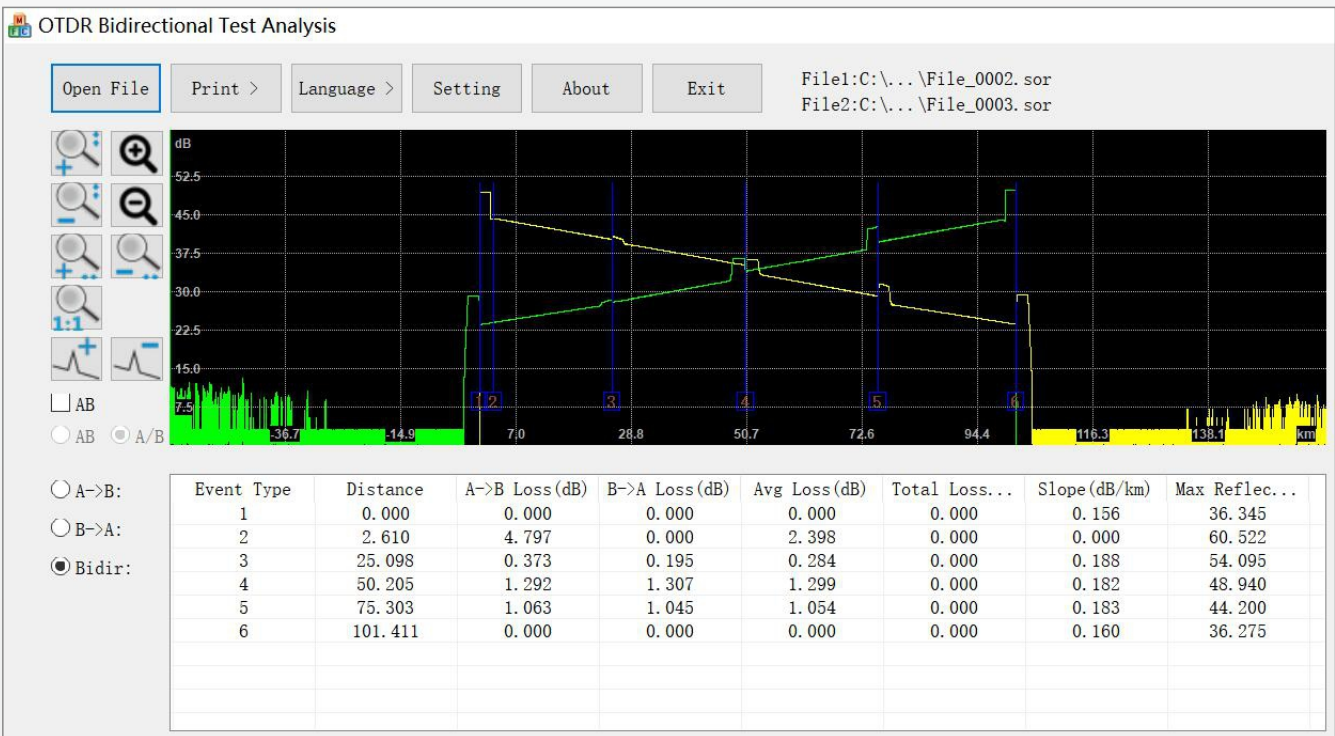 OTDR Bidirectional Test Analysis
Open File
Print >
Language >
Setting
About
Exit
File1:C:\...\File_0002.sor
File2:C:\...\File_0003.sor
dB
52.5
45.0
37.5
30.0
22.5
15.0
7.5
1 2 3 4 5 6
-36.7 -14.9 7.0 28.8 50.7 72.6 94.4 116.3 138.1 km
1:1
AB
AB A/B
A->B:
B->A:
Bidir:
Event Type Distance A->B Loss(dB) B->A Loss(dB) Avg Loss(dB) Total Loss... Slope(dB/km) Max Reflec...
1 0.000 0.000 0.000 0.000 0.000 0.156 36.345
2 2.610 4.797 0.000 2.398 0.000 0.000 60.522
3 25.098 0.373 0.195 0.284 0.000 0.188 54.095
4 50.205 1.292 1.307 1.299 0.000 0.182 48.940
5 75.303 1.063 1.045 1.054 0.000 0.183 44.200
6 101.411 0.000 0.000 0.000 0.000 0.160 36.275